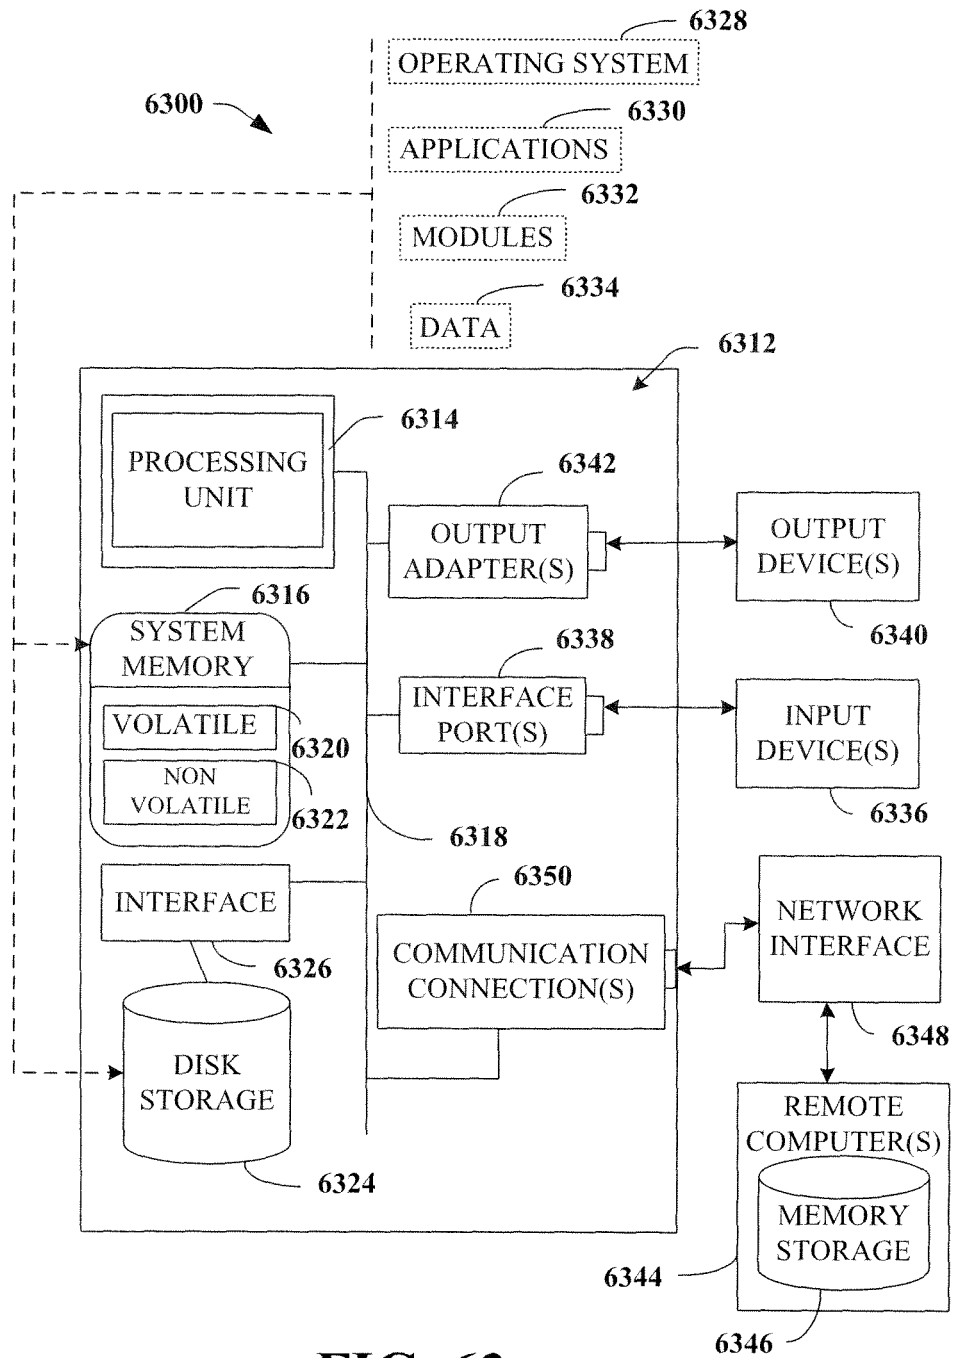 6328
OPERATING SYSTEM
6300
6330
APPLICATIONS
6332
MODULES
6334
DATA
6312
6314
PROCESSING
UNIT
6342
OUTPUT
ADAPTER(S)
OUTPUT
DEVICE(S)
6340
6316
SYSTEM
MEMORY
6338
INTERFACE
PORT(S)
INPUT
DEVICE(S)
6336
VOLATILE
6320
NON
VOLATILE
6322
6318
6350
INTERFACE
6326
COMMUNICATION
CONNECTION(S)
NETWORK
INTERFACE
6348
DISK
STORAGE
6324
REMOTE
COMPUTER(S)
MEMORY
STORAGE
6344
6346